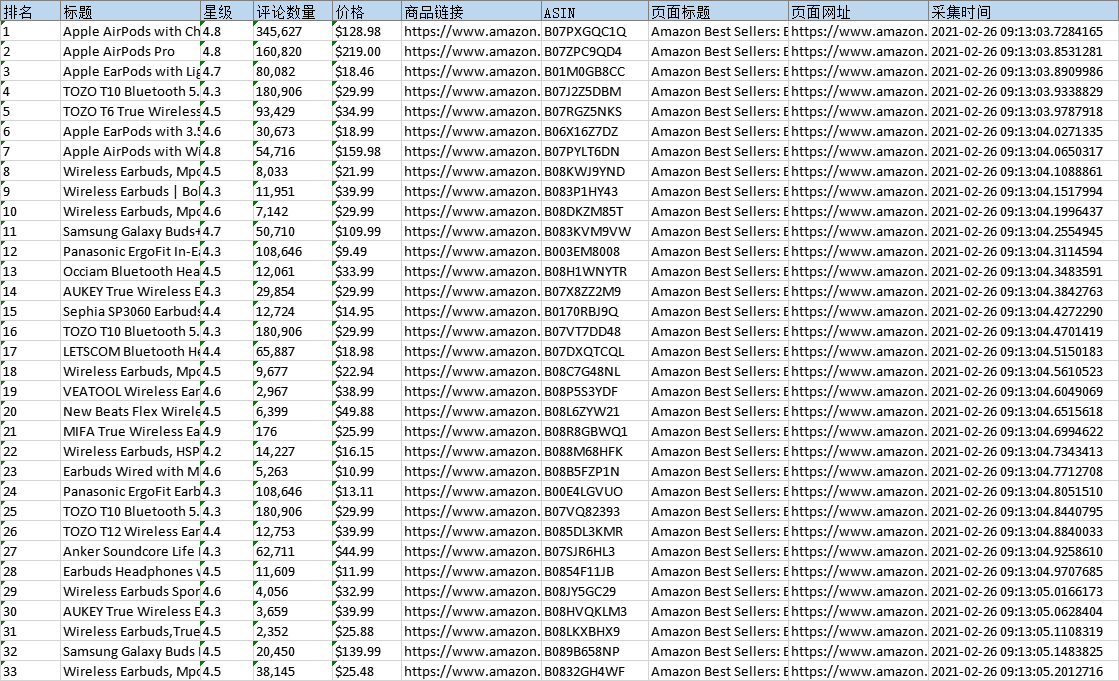 排名 标题 星级 评论数量 价格 商品链接 ASIN 页面标题 页面网址 采集时间
1 Apple AirPods with Ch 4.8 345,627 $128.98 https://www.amazon. B07PXGQC1Q Amazon Best Sellers: E https://www.amazon. 2021-02-26 09:13:03.7284165
2 Apple AirPods Pro 4.8 160,820 $219.00 https://www.amazon. B07ZPC9QD4 Amazon Best Sellers: E https://www.amazon. 2021-02-26 09:13:03.8531281
3 Apple EarPods with Lig 4.7 80,082 $18.46 https://www.amazon. B01M0GB8CC Amazon Best Sellers: E https://www.amazon. 2021-02-26 09:13:03.8909986
4 TOZO T10 Bluetooth 5. 4.3 180,906 $29.99 https://www.amazon. B07J2Z5DBM Amazon Best Sellers: E https://www.amazon. 2021-02-26 09:13:03.9338829
5 TOZO T6 True Wireless 4.5 93,429 $34.99 https://www.amazon. B07RGZ5NKS Amazon Best Sellers: E https://www.amazon. 2021-02-26 09:13:03.9787918
6 Apple EarPods with 3.5 4.6 30,673 $18.99 https://www.amazon. B06X16Z7DZ Amazon Best Sellers: E https://www.amazon. 2021-02-26 09:13:04.0271335
7 Apple AirPods with Wi 4.8 54,716 $159.98 https://www.amazon. B07PYLT6DN Amazon Best Sellers: E https://www.amazon. 2021-02-26 09:13:04.0650317
8 Wireless Earbuds, Mpo 4.5 8,033 $21.99 https://www.amazon. B08KWJ9YND Amazon Best Sellers: E https://www.amazon. 2021-02-26 09:13:04.1088861
9 Wireless Earbuds | Bol 4.3 11,951 $39.99 https://www.amazon. B083P1HY43 Amazon Best Sellers: E https://www.amazon. 2021-02-26 09:13:04.1517994
10 Wireless Earbuds, Mpo 4.6 7,142 $29.99 https://www.amazon. B08DKZM85T Amazon Best Sellers: E https://www.amazon. 2021-02-26 09:13:04.1996437
11 Samsung Galaxy Buds+ 4.7 50,710 $109.99 https://www.amazon. B083KVM9VW Amazon Best Sellers: E https://www.amazon. 2021-02-26 09:13:04.2554945
12 Panasonic ErgoFit In-Ea 4.3 108,646 $9.49 https://www.amazon. B003EM8008 Amazon Best Sellers: E https://www.amazon. 2021-02-26 09:13:04.3114594
13 Occiam Bluetooth Hea 4.5 12,061 $33.99 https://www.amazon. B08H1WNYTR Amazon Best Sellers: E https://www.amazon. 2021-02-26 09:13:04.3483591
14 AUKEY True Wireless E 4.3 29,854 $29.99 https://www.amazon. B07X8ZZ2M9 Amazon Best Sellers: E https://www.amazon. 2021-02-26 09:13:04.3842763
15 Sephia SP3060 Earbuds 4.4 12,724 $14.95 https://www.amazon. B0170RBJ9Q Amazon Best Sellers: E https://www.amazon. 2021-02-26 09:13:04.4272290
16 TOZO T10 Bluetooth 5. 4.3 180,906 $29.99 https://www.amazon. B07VT7DD48 Amazon Best Sellers: E https://www.amazon. 2021-02-26 09:13:04.4701419
17 LETSCOM Bluetooth He 4.4 65,887 $18.98 https://www.amazon. B07DXQTCQL Amazon Best Sellers: E https://www.amazon. 2021-02-26 09:13:04.5150183
18 Wireless Earbuds, Mpo 4.5 9,677 $22.94 https://www.amazon. B08C7G48NL Amazon Best Sellers: E https://www.amazon. 2021-02-26 09:13:04.5610523
19 VEATOOL Wireless Ear 4.6 2,967 $38.99 https://www.amazon. B08P5S3YDF Amazon Best Sellers: E https://www.amazon. 2021-02-26 09:13:04.6049069
20 New Beats Flex Wirele 4.5 6,399 $49.88 https://www.amazon. B08L6ZYW21 Amazon Best Sellers: E https://www.amazon. 2021-02-26 09:13:04.6515618
21 MIFA True Wireless Ea 4.9 176 $25.99 https://www.amazon. B08R8GBWQ1 Amazon Best Sellers: E https://www.amazon. 2021-02-26 09:13:04.6994622
22 Wireless Earbuds, HSP 4.2 14,227 $16.15 https://www.amazon. B088M68HFK Amazon Best Sellers: E https://www.amazon. 2021-02-26 09:13:04.7343413
23 Earbuds Wired with M 4.6 5,263 $10.99 https://www.amazon. B08B5FZP1N Amazon Best Sellers: E https://www.amazon. 2021-02-26 09:13:04.7712708
24 Panasonic ErgoFit Earb 4.3 108,646 $13.11 https://www.amazon. B00E4LGVUO Amazon Best Sellers: E https://www.amazon. 2021-02-26 09:13:04.8051510
25 TOZO T10 Bluetooth 5. 4.3 180,906 $29.99 https://www.amazon. B07VQ82393 Amazon Best Sellers: E https://www.amazon. 2021-02-26 09:13:04.8440795
26 TOZO T12 Wireless Ear 4.4 12,753 $39.99 https://www.amazon. B085DL3KMR Amazon Best Sellers: E https://www.amazon. 2021-02-26 09:13:04.8840033
27 Anker Soundcore Life 4.3 62,711 $44.99 https://www.amazon. B07SJR6HL3 Amazon Best Sellers: E https://www.amazon. 2021-02-26 09:13:04.9258610
28 Earbuds Headphones w 4.5 11,609 $11.99 https://www.amazon. B0854F11JB Amazon Best Sellers: E https://www.amazon. 2021-02-26 09:13:04.9707685
29 Wireless Earbuds Spor 4.6 4,056 $32.99 https://www.amazon. B08JY5GC29 Amazon Best Sellers: E https://www.amazon. 2021-02-26 09:13:05.0166173
30 AUKEY True Wireless E 4.3 3,659 $39.99 https://www.amazon. B08HVQKLM3 Amazon Best Sellers: E https://www.amazon. 2021-02-26 09:13:05.0628404
31 Wireless Earbuds,True 4.5 2,352 $25.88 https://www.amazon. B08LKXBHX9 Amazon Best Sellers: E https://www.amazon. 2021-02-26 09:13:05.1108319
32 Samsung Galaxy Buds 4.5 20,450 $139.99 https://www.amazon. B089B658NP Amazon Best Sellers: E https://www.amazon. 2021-02-26 09:13:05.1483825
33 Wireless Earbuds, Mpo 4.5 38,145 $25.48 https://www.amazon. B0832GH4WF Amazon Best Sellers: E https://www.amazon. 2021-02-26 09:13:05.2012716